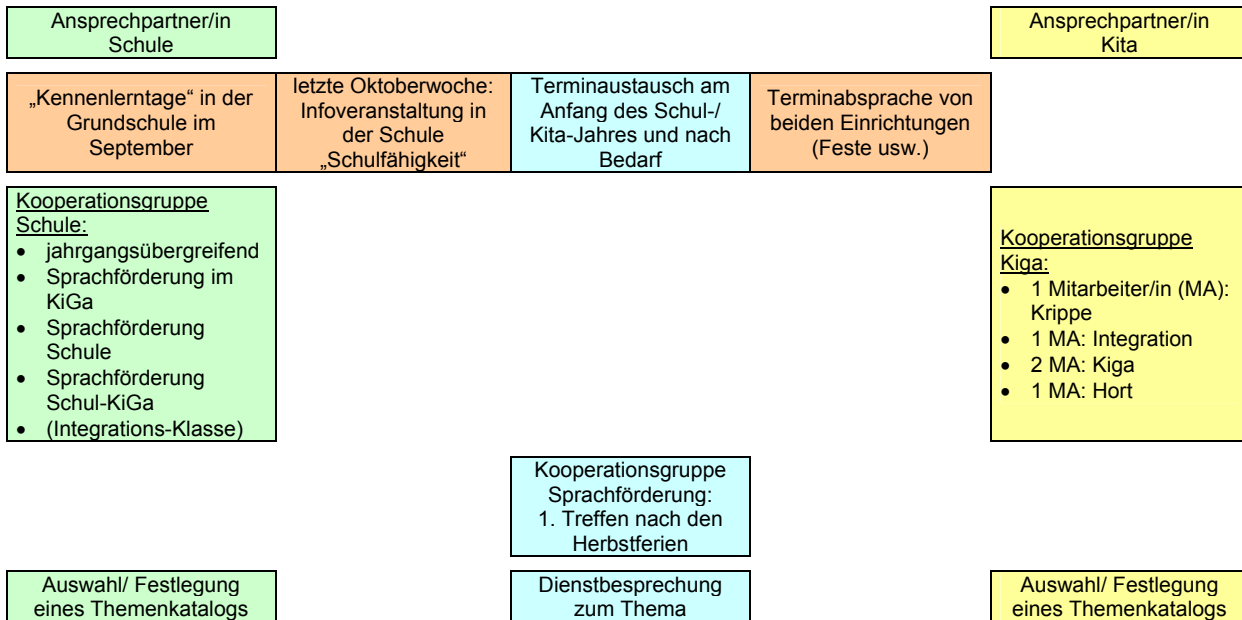 Ansprechpartner/in
Schule
Ansprechpartner/in
Kita
„Kennenlerntage“ in der
Grundschule im
September
letzte Oktoberwoche:
Infoveranstaltung in
der Schule
„Schulfähigkeit“
Terminaustausch am
Anfang des Schul-/
Kita-Jahres und nach
Bedarf
Terminabsprache von
beiden Einrichtungen
(Feste usw.)
Kooperationsgruppe
Schule:
• jahrgangsübergreifend
• Sprachförderung im
KiGa
• Sprachförderung
Schule
• Sprachförderung
Schul-KiGa
• (Integrations-Klasse)
Kooperationsgruppe
Kiga:
• 1 Mitarbeiter/in (MA):
Krippe
• 1 MA: Integration
• 2 MA: Kiga
• 1 MA: Hort
Kooperationsgruppe
Sprachförderung:
1. Treffen nach den
Herbstferien
Auswahl/ Festlegung
eines Themenkatalogs
Dienstbesprechung
zum Thema
Auswahl/ Festlegung
eines Themenkatalogs